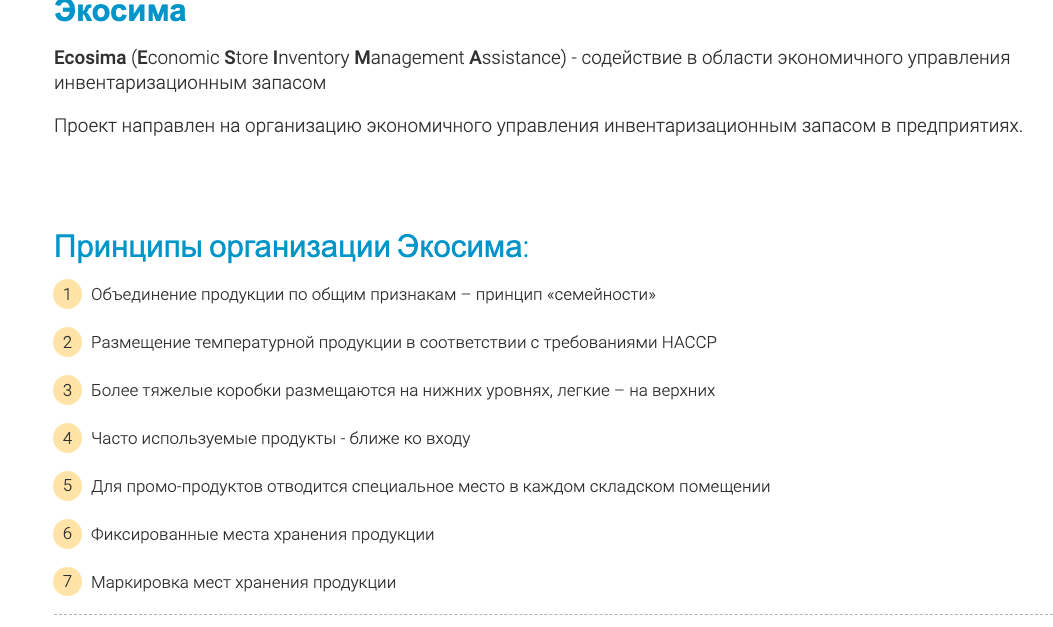 Экосима
Ecosima (Economic Store Inventory Management Assistance) - содействие в области экономичного управления
инвентаризационным запасом
Проект направлен на организацию экономичного управления инвентаризационным запасом в предприятиях.
Принципы организации Экосима:
1 Объединение продукции по общим признакам – принцип «семейности»
2 Размещение температурной продукции в соответствии с требованиями НАССР
3 Более тяжелые коробки размещаются на нижних уровнях, легкие – на верхних
4 Часто используемые продукты - ближе ко входу
5 Для промо-продуктов отводится специальное место в каждом складском помещении
6 Фиксированные места хранения продукции
7 Маркировка мест хранения продукции